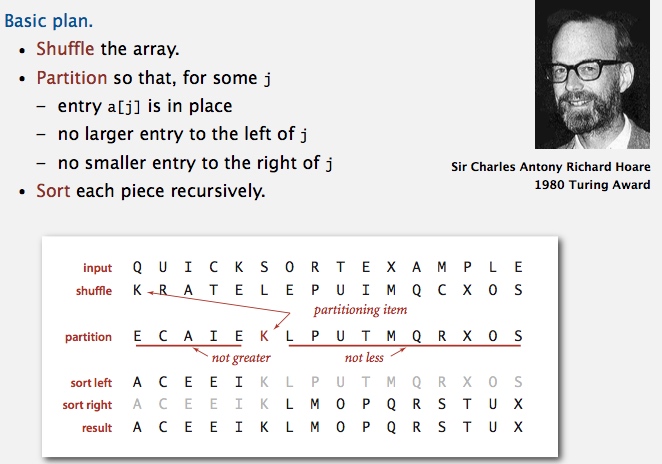 Basic plan.
• Shuffle the array.
• Partition so that, for some j
– entry a[j] is in place
– no larger entry to the left of j
– no smaller entry to the right of j
• Sort each piece recursively.
Sir Charles Antony Richard Hoare
1980 Turing Award
input Q U I C K S O R T E X A M P L E
shuffle K R A T E L E P U I M Q C X O S
partitioning item
partition E C A I E K L P U T M Q R X O S
not greater not less
sort left A C E E I K L P U T M Q R X O S
sort right A C E E I K L M O P Q R S T U X
result A C E E I K L M O P Q R S T U X